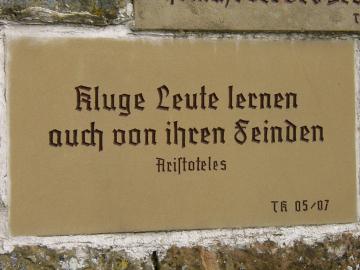 Kluge Leute lernen
auch von ihren Feinden
Ariſtoteles
TK 05/07